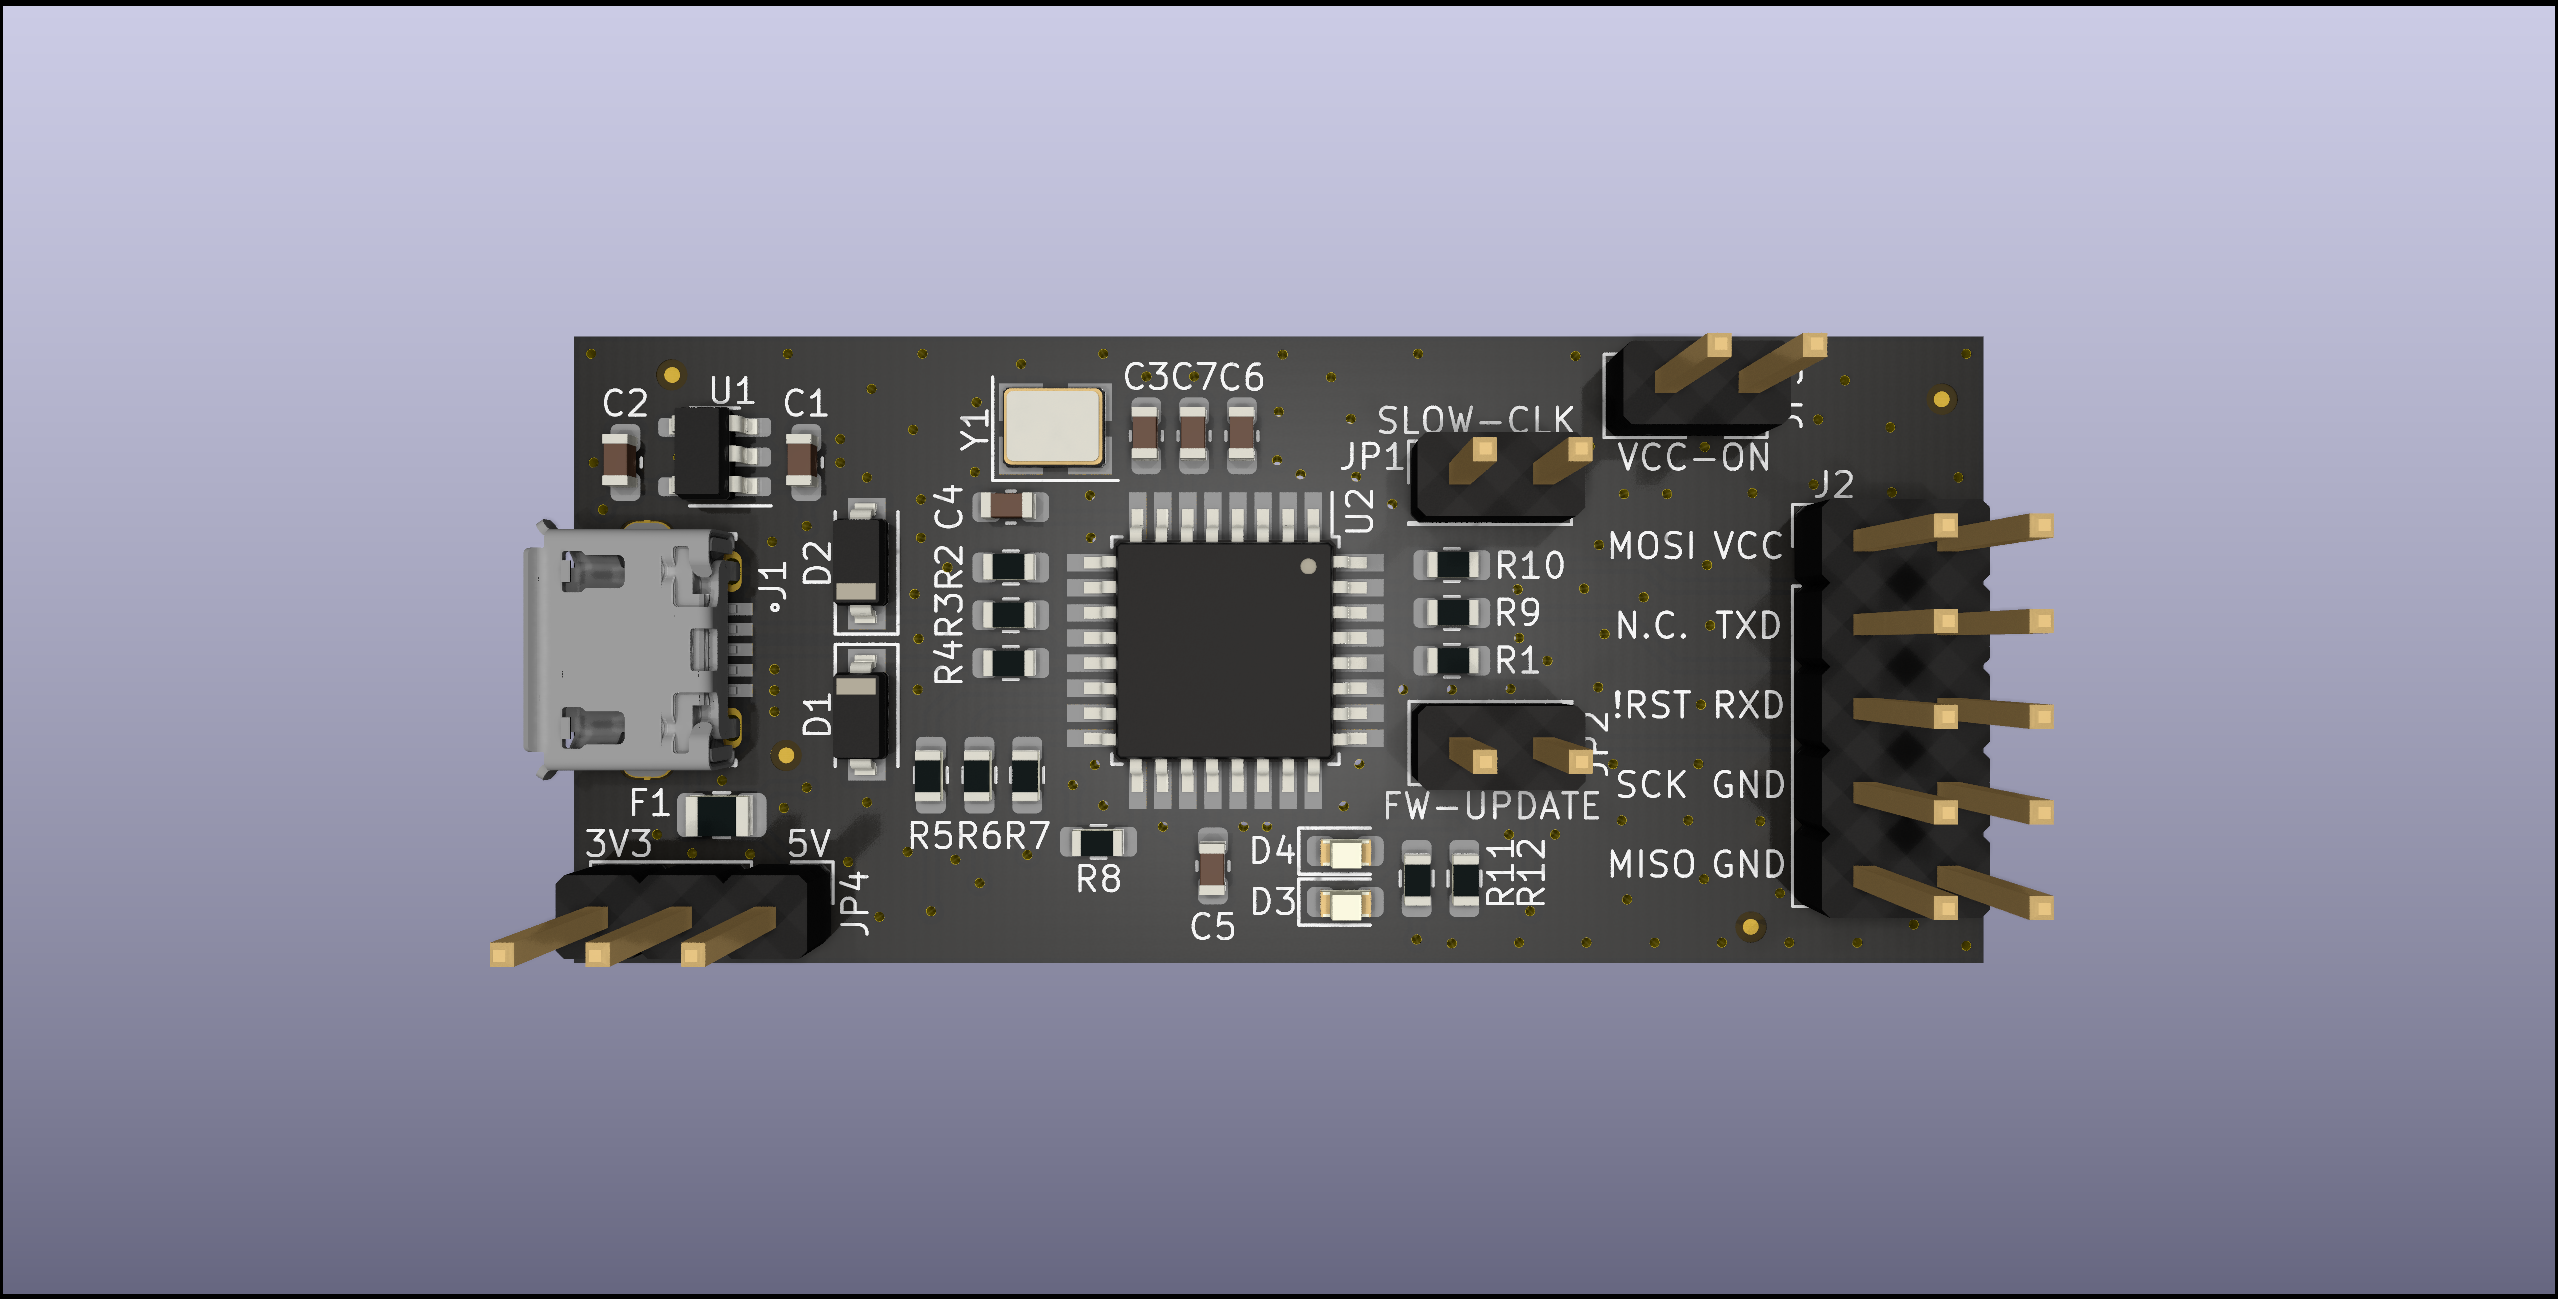 C2
U1
C1
Y1
C3C7C6
SLOW-CLK
JP1
VCC-ON
J2
C4
U2
D2
J1
R4R3R2
R10
R9
R1
MOSI VCC
N.C. TXD
!RST RXD
SCK GND
MISO GND
D1
JP2
FW-UPDATE
F1
3V3
5V
JP4
R5R6R7
R8
C5
D4
D3
R11
R12